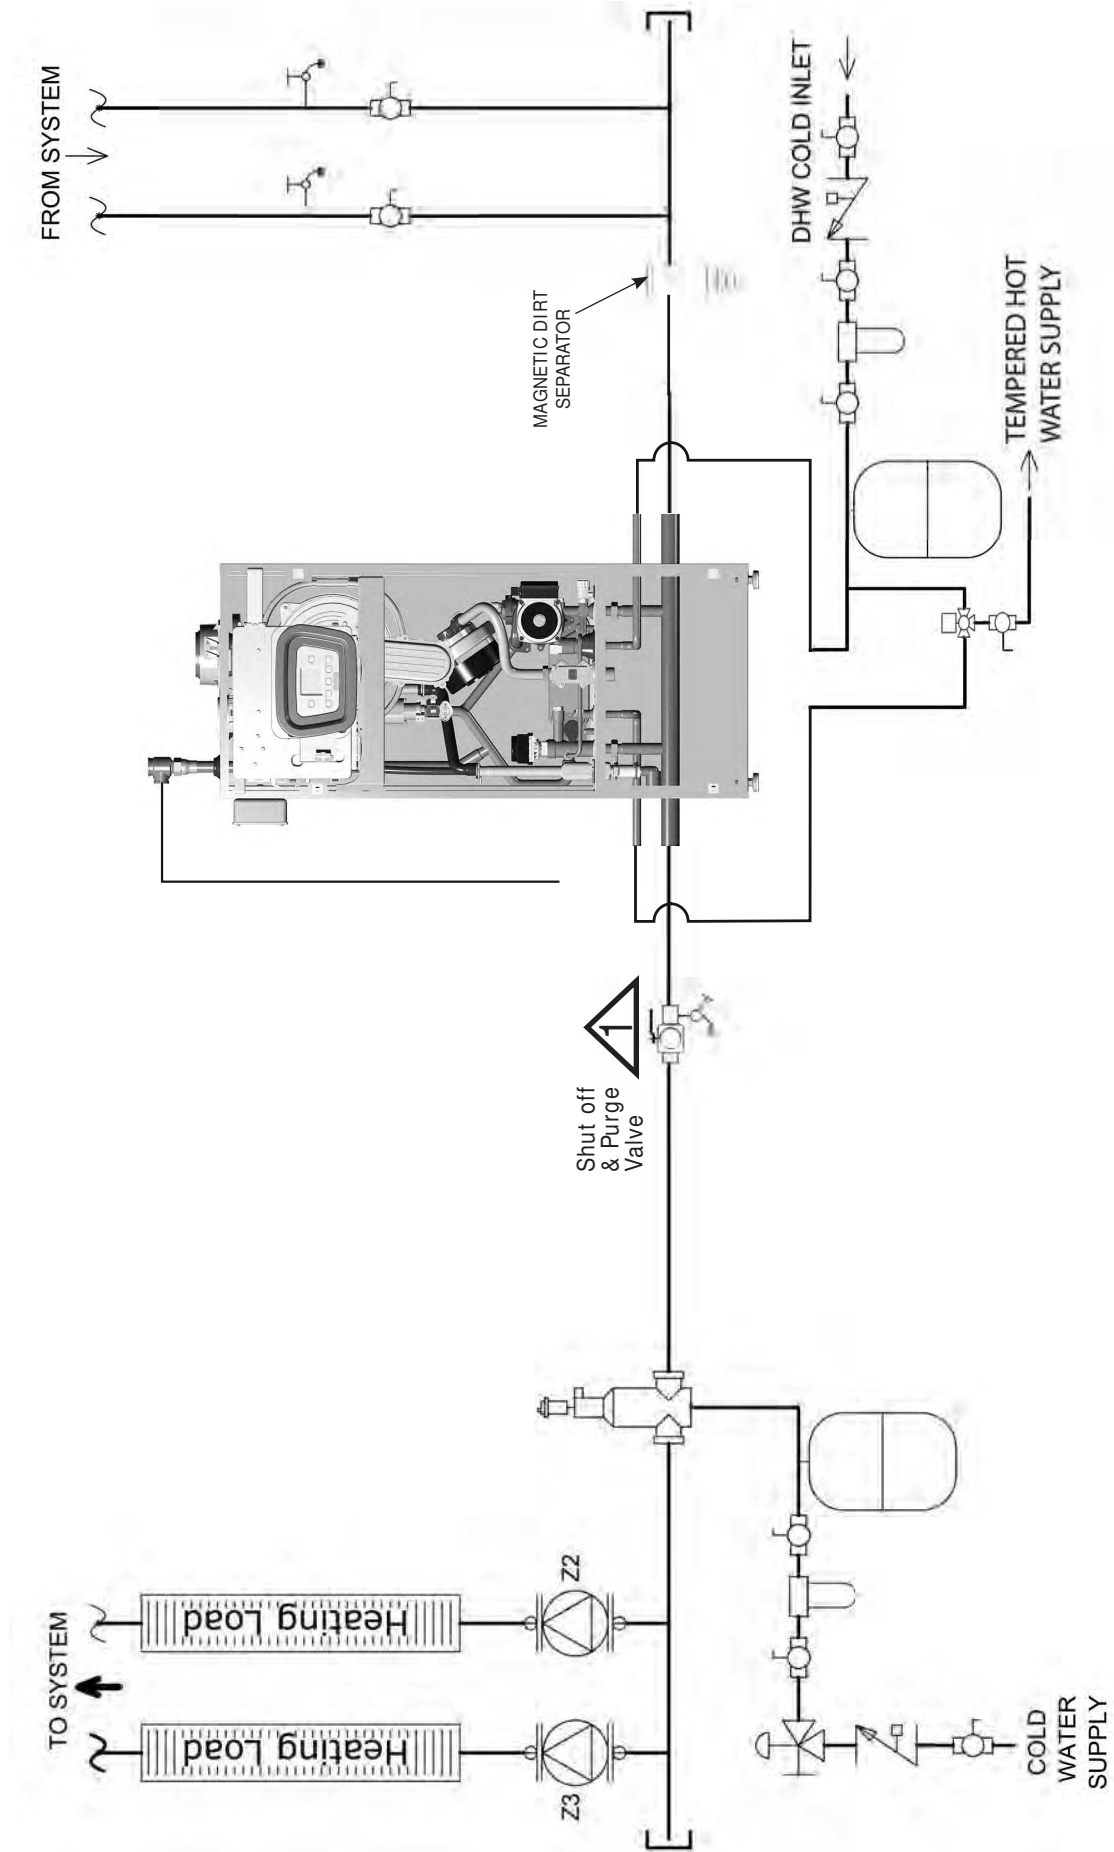 TO SYSTEM
Heating Load
Heating Load
Z3
Z2
COLD
WATER
SUPPLY
Shut off
& Purge
Valve
1
FROM SYSTEM
MAGNETIC DIRT
SEPARATOR
DHW COLD INLET
TEMPERED HOT
WATER SUPPLY